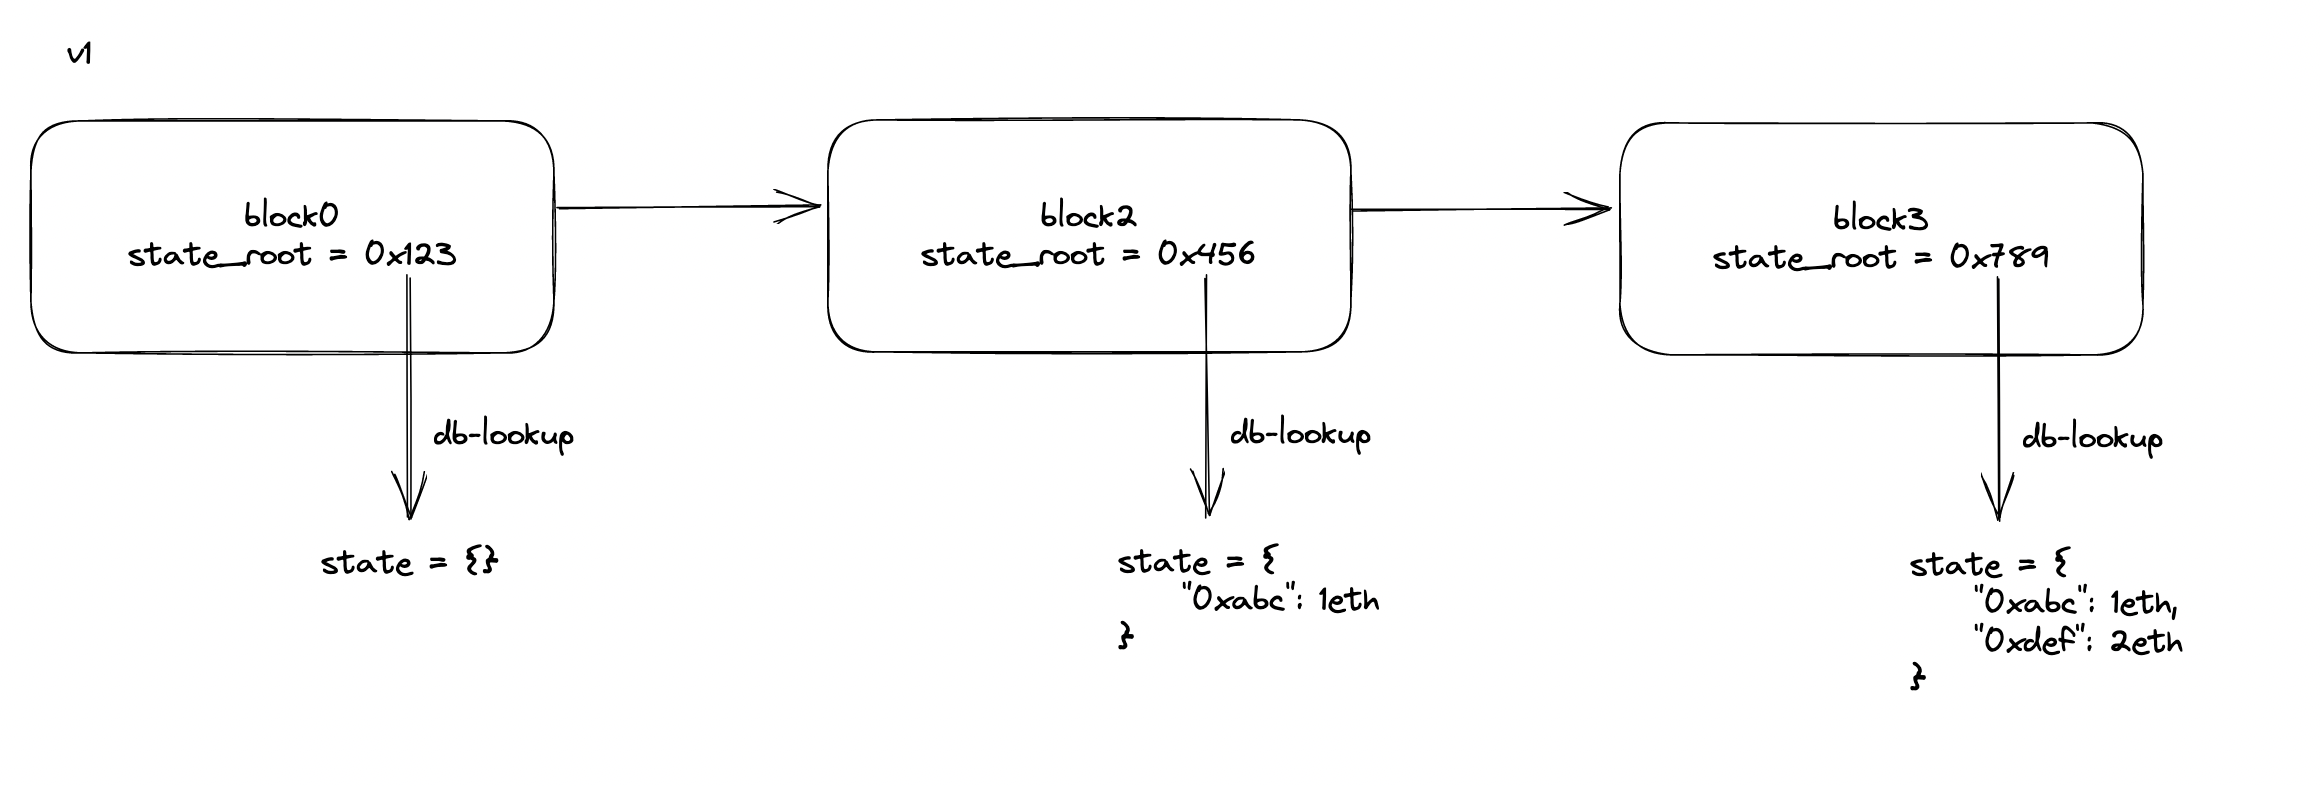 v1
block0
state_root = 0x123
block2
state_root = 0x456
block3
state_root = 0x789
db-lookup
db-lookup
db-lookup
state = {}
state = {
"0xabc": 1eth
}
state = {
"0xabc": 1eth,
"0xdef": 2eth
}